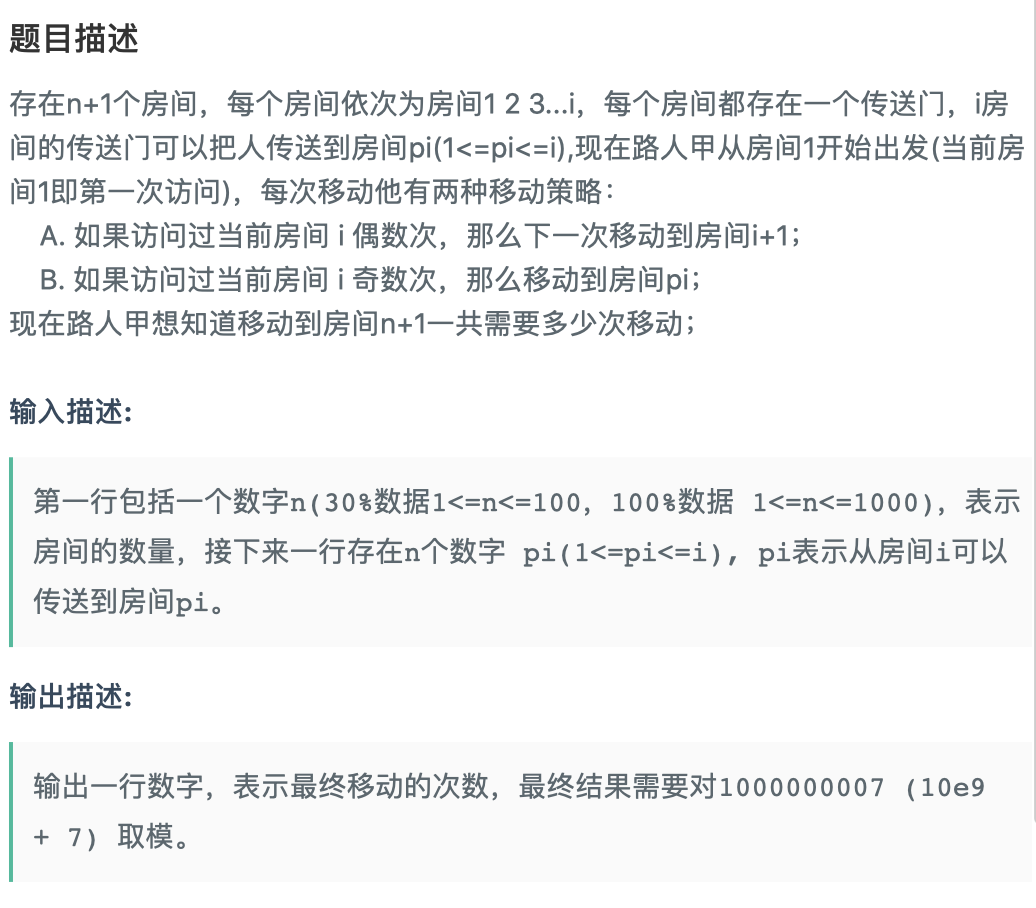 题目描述
存在n+1个房间，每个房间依次为房间1 2 3...i，每个房间都存在一个传送门，i房
间的传送门可以把人传送到房间pi(1<=pi<=i),现在路人甲从房间1开始出发(当前房
间1即第一次访问)，每次移动他有两种移动策略：
A. 如果访问过当前房间 i 偶数次，那么下一次移动到房间i+1；
B. 如果访问过当前房间 i 奇数次，那么移动到房间pi；
现在路人甲想知道移动到房间n+1一共需要多少次移动；
输入描述:
第一行包括一个数字n(30%数据1<=n<=100，100%数据 1<=n<=1000)，表示
房间的数量，接下来一行存在n个数字 pi(1<=pi<=i), pi表示从房间i可以
传送到房间pi。
输出描述:
输出一行数字，表示最终移动的次数，最终结果需要对1000000007 (10e9
+ 7) 取模。